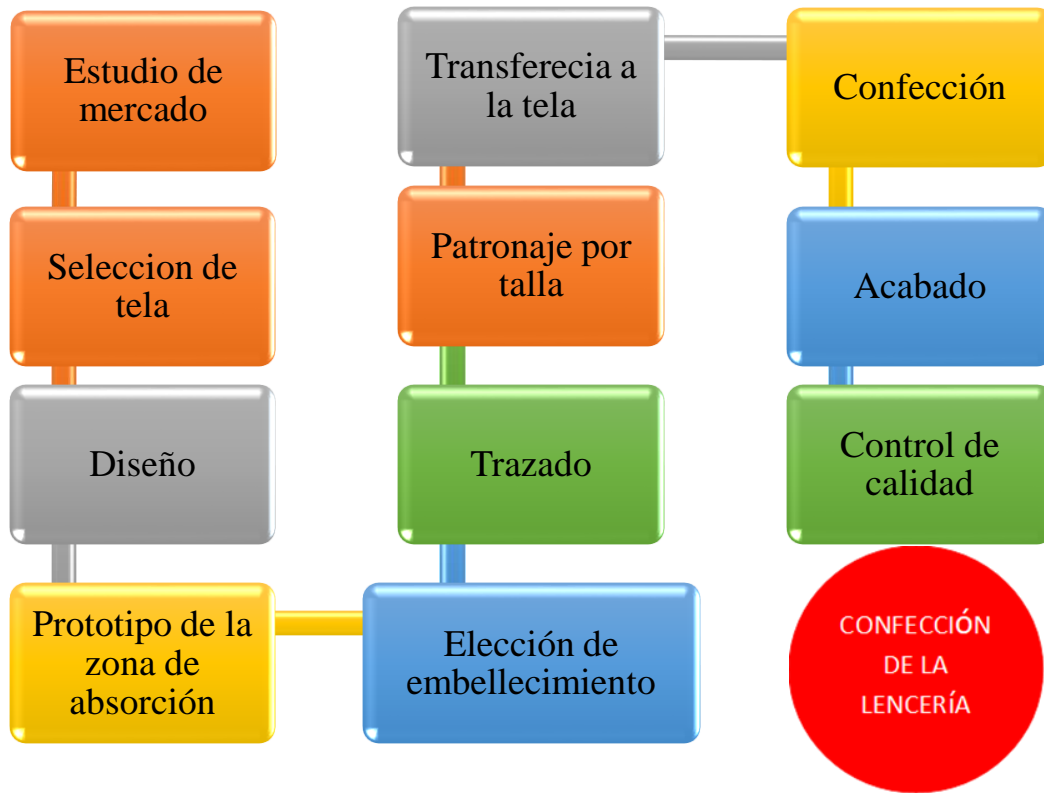 Estudio de
mercado
Seleccion de
tela
Diseño
Prototipo de la
zona de
absorción
Elección de
embellecimiento
Trazado
Patronaje por
talla
Transferecia a
la tela
Confección
Acabado
Control de
calidad
CONFECCIÓN
DE LA
LENCERÍA